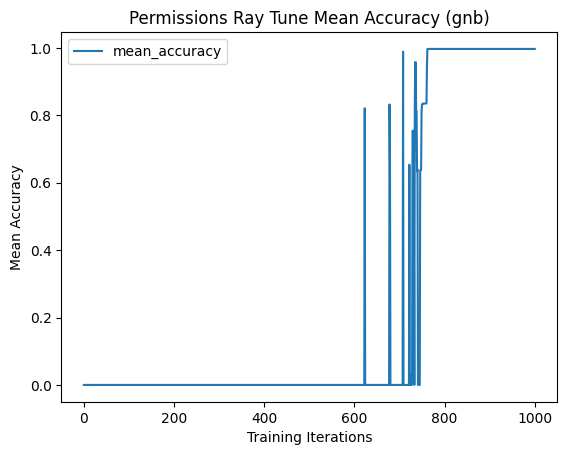 Permissions Ray Tune Mean Accuracy (gnb)
mean_accuracy
1.0
0.8
0.6
0.4
0.2
0.0
Mean Accuracy
0 200 400 600 800 1000
Training Iterations